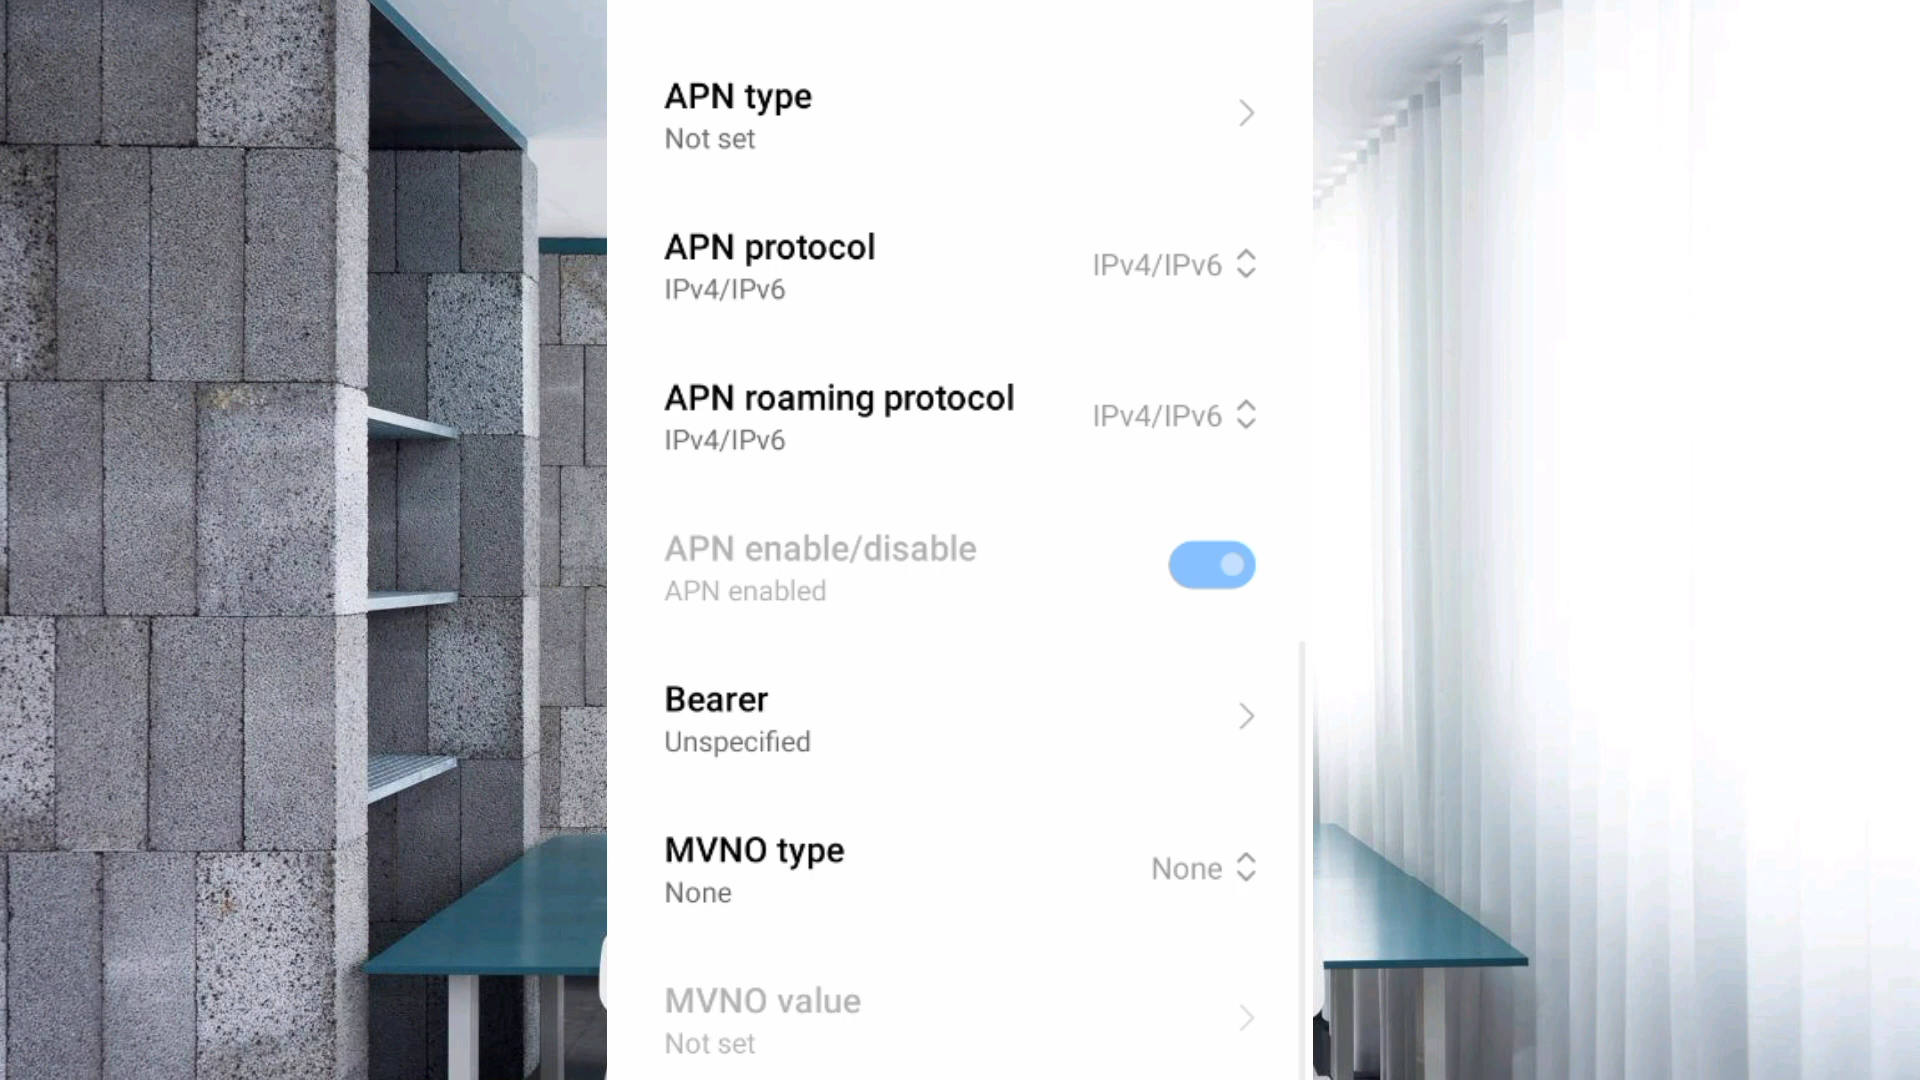 APN type
Not set
APN protocol
IPv4/IPv6
IPv4/IPv6
APN roaming protocol
IPv4/IPv6
IPv4/IPv6
APN enable/disable
APN enabled
Bearer
Unspecified
MVNO type
None
None
MVNO value
Not set